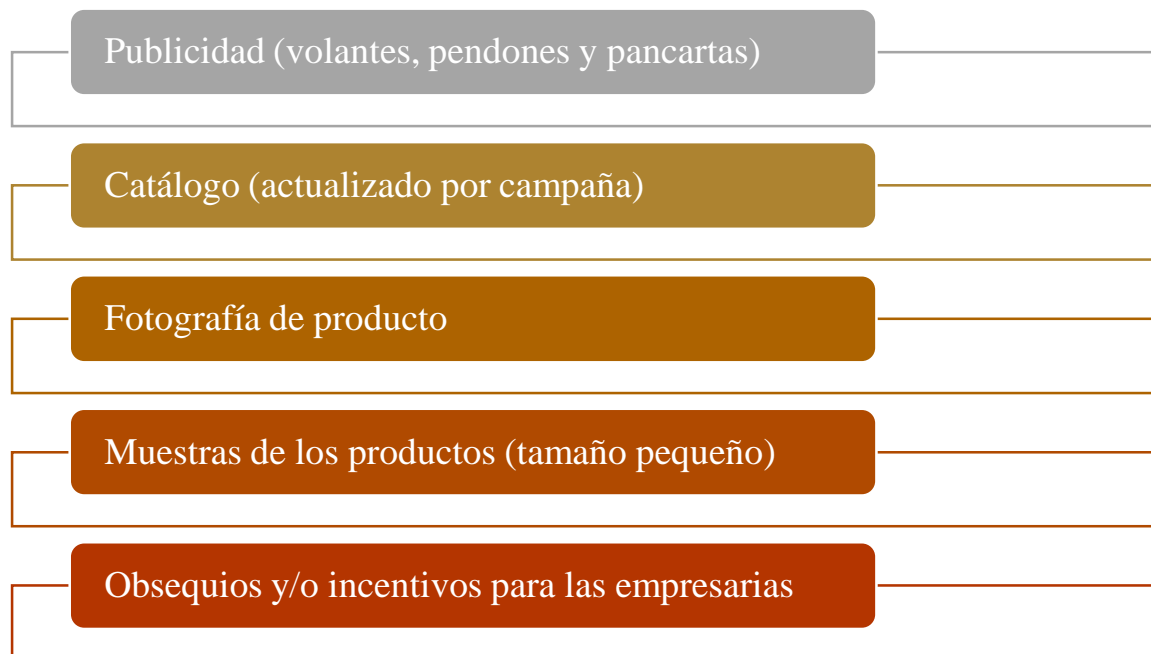 Publicidad (volantes, pendones y pancartas)
Catálogo (actualizado por campaña)
Fotografía de producto
Muestras de los productos (tamaño pequeño)
Obsequios y/o incentivos para las empresarias